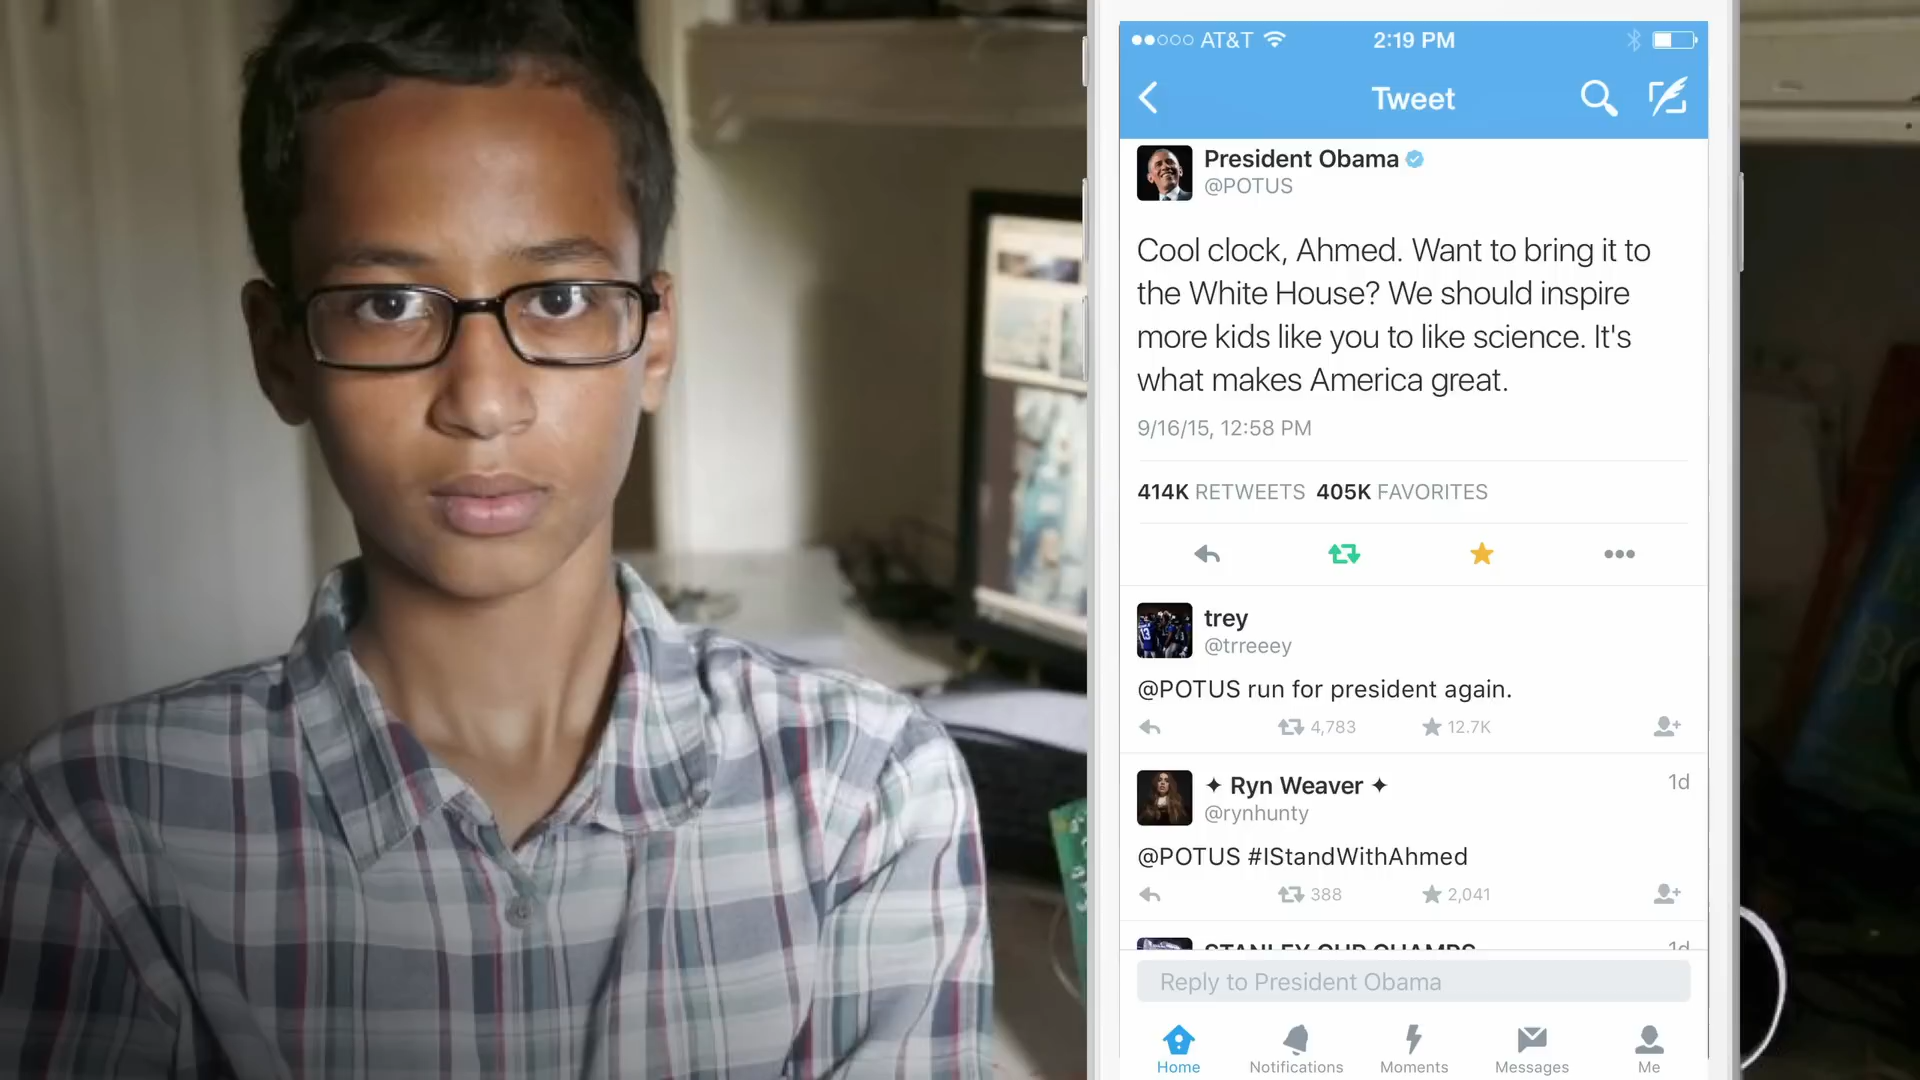 AT&T 2:19 PM
Tweet
President Obama
@POTUS
Cool clock, Ahmed. Want to bring it to
the White House? We should inspire
more kids like you to like science. It's
what makes America great.
9/16/15, 12:58 PM
414K RETWEETS 405K FAVORITES
trey
@trreeey
@POTUS run for president again.
4,783 12.7K
✦ Ryn Weaver ✦ 1d
@rynhunty
@POTUS #IStandWithAhmed
388 2,041
STANLEY CUP CHAMPS 1d
Reply to President Obama
Home Notifications Moments Messages Me